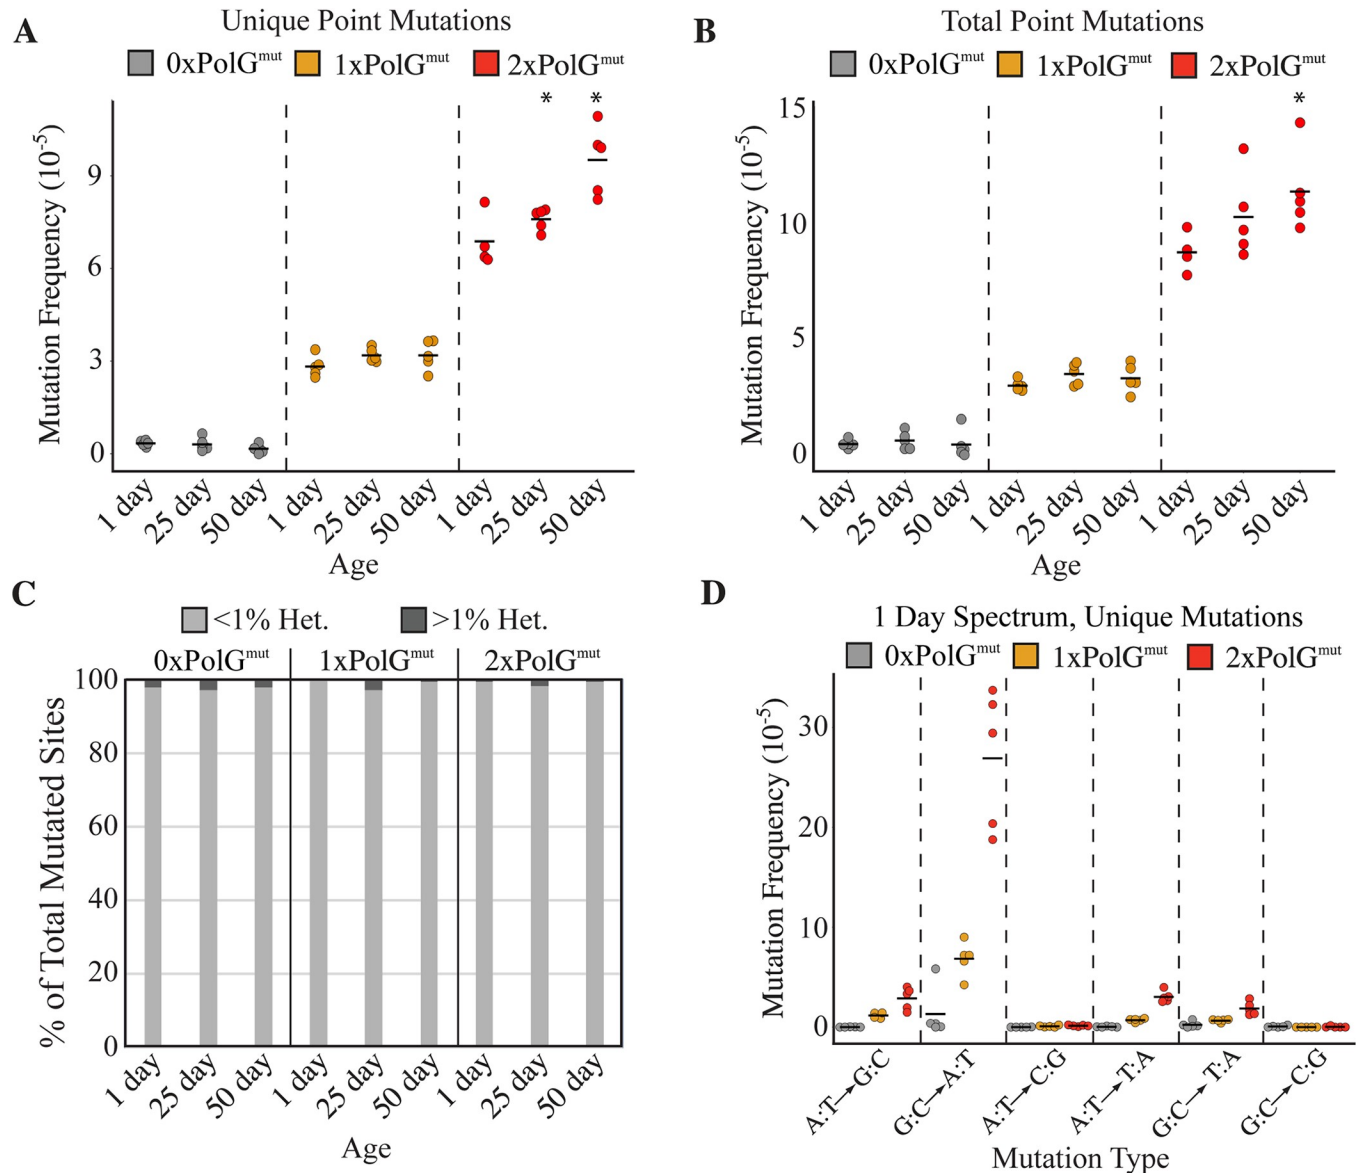 A
Unique Point Mutations
0xPolG^mut 1xPolG^mut 2xPolG^mut
* *
Mutation Frequency (10^-5)
9
6
3
0
1 day 25 day 50 day 1 day 25 day 50 day 1 day 25 day 50 day
Age
B
Total Point Mutations
0xPolG^mut 1xPolG^mut 2xPolG^mut
*
Mutation Frequency (10^-5)
15
10
5
0
1 day 25 day 50 day 1 day 25 day 50 day 1 day 25 day 50 day
Age
C
<1% Het. >1% Het.
0xPolG^mut 1xPolG^mut 2xPolG^mut
% of Total Mutated Sites
100
80
60
40
20
0
1 day 25 day 50 day 1 day 25 day 50 day 1 day 25 day 50 day
Age
D
1 Day Spectrum, Unique Mutations
0xPolG^mut 1xPolG^mut 2xPolG^mut
Mutation Frequency (10^-5)
30
20
10
0
A:T→G:C G:C→A:T A:T→C:G A:T→T:A G:C→T:A G:C→C:G
Mutation Type